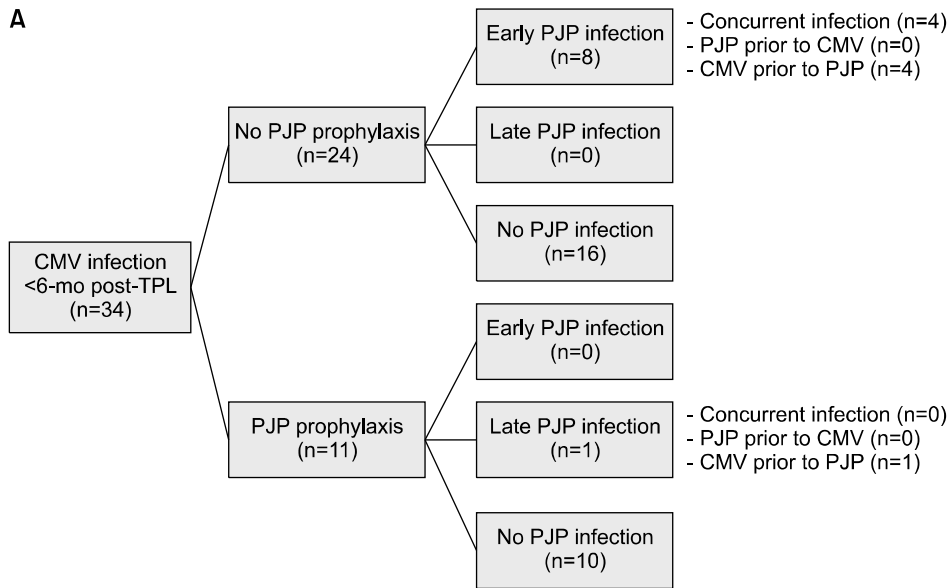 A
Early PJP infection
(n=8)
- Concurrent infection (n=4)
- PJP prior to CMV (n=0)
- CMV prior to PJP (n=4)
No PJP prophylaxis
(n=24)
Late PJP infection
(n=0)
No PJP infection
(n=16)
CMV infection
<6-mo post-TPL
(n=34)
Early PJP infection
(n=0)
PJP prophylaxis
(n=11)
Late PJP infection
(n=1)
- Concurrent infection (n=0)
- PJP prior to CMV (n=0)
- CMV prior to PJP (n=1)
No PJP infection
(n=10)